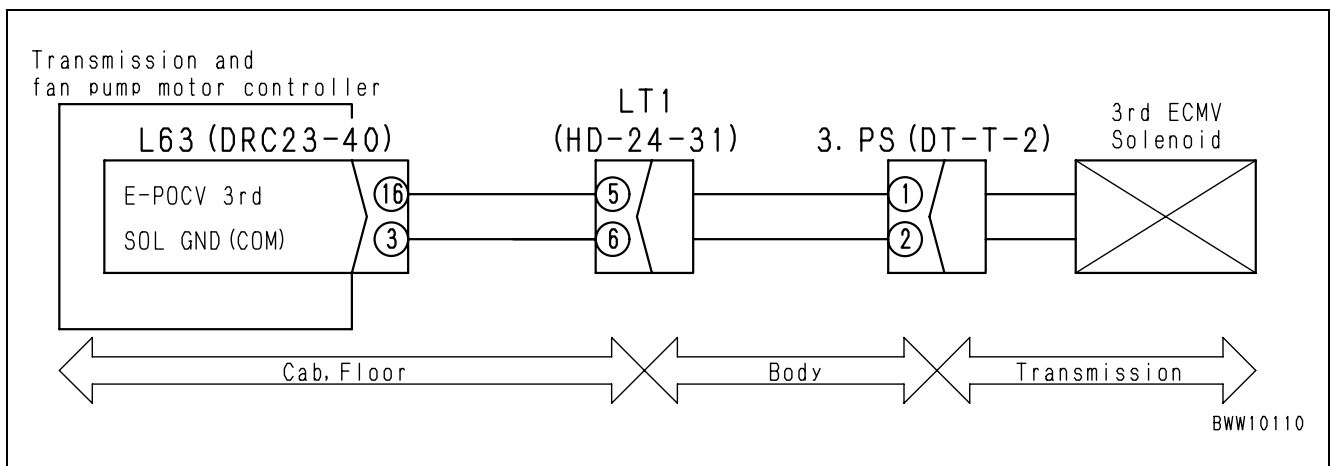 Transmission and
fan pump motor controller
L63 (DRC23-40)
LT1
(HD-24-31)
3. PS (DT-T-2)
3rd ECMV
Solenoid
E-POCV 3rd
16
5
1
SOL GND (COM)
3
6
2
Cab, Floor
Body
Transmission
BWW10110